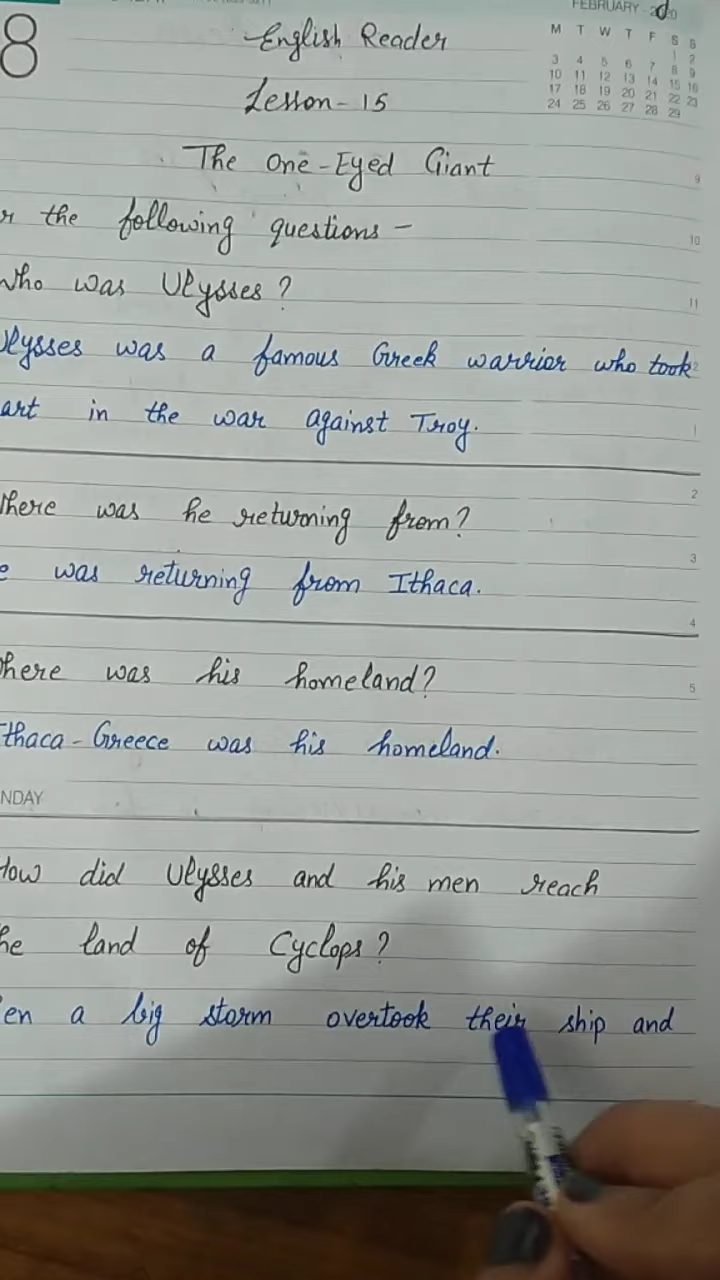 FEBRUARY - 2020
M T W T F S S
1 2
3 4 5 6 7 8 9
10 11 12 13 14 15 16
17 18 19 20 21 22 23
24 25 26 27 28 29
8
English Reader
Lesson - 15
The One-Eyed Giant
9
r the following questions -
10
Who was Ulysses?
11
Ulysses was a famous Greek warrior who took
art in the war against Troy.
1
2
here was he returning from?
3
e was returning from Ithaca.
4
here was his homeland?
5
thaca - Greece was his homeland.
NDAY
How did Ulysses and his men reach
he land of Cyclops?
en a big storm overtook their ship and